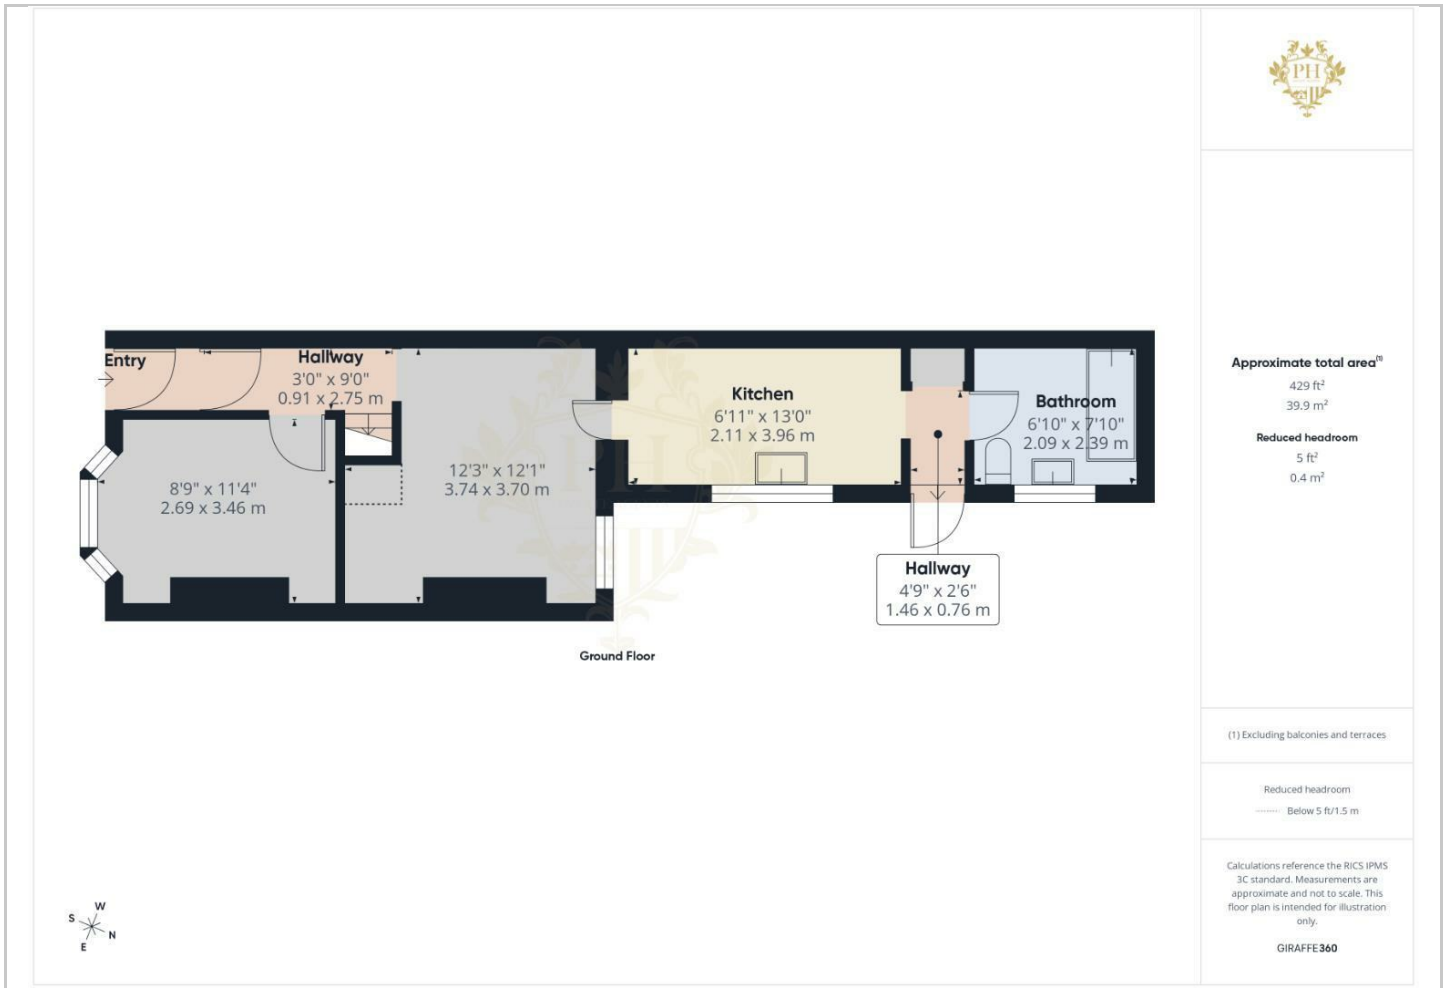 PH
Approximate total area(1)
429 ft²
39.9 m²
Reduced headroom
5 ft²
0.4 m²
(1) Excluding balconies and terraces
Reduced headroom
Below 5 ft/1.5 m
Calculations reference the RICS IPMS
3C standard. Measurements are
approximate and not to scale. This
floor plan is intended for illustration
only.
GIRAFFE360
Entry
Hallway
3'0" x 9'0"
0.91 x 2.75 m
8'9" x 11'4"
2.69 x 3.46 m
12'3" x 12'1"
3.74 x 3.70 m
Kitchen
6'11" x 13'0"
2.11 x 3.96 m
Bathroom
6'10" x 7'10"
2.09 x 2.39 m
Hallway
4'9" x 2'6"
1.46 x 0.76 m
Ground Floor
W
S
N
E